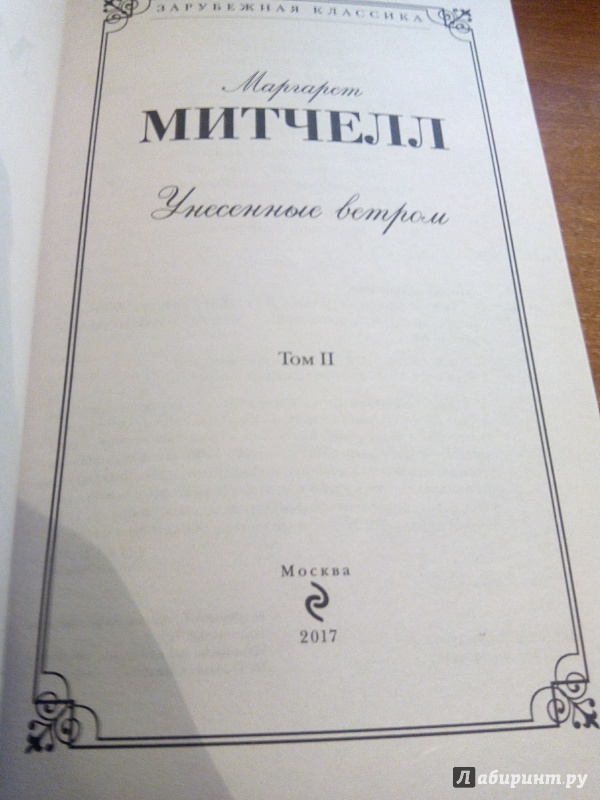 ЗАРУБЕЖНАЯ КЛАССИКА
Маргарет
МИТЧЕЛЛ
Унесенные ветром
Том II
Москва
2017
Лабиринт.ру